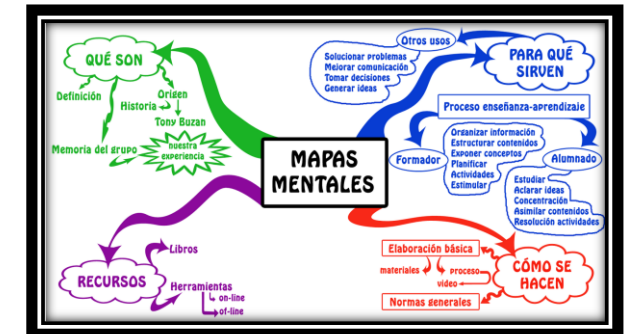 QUÉ SON
Definición
Origen
Historia
Tony Buzan
Memoria del grupo
nuestra
experiencia
MAPAS
MENTALES
Otros usos
Solucionar problemas
Mejorar comunicación
Tomar decisiones
Generar ideas
PARA QUÉ
SIRVEN
Proceso enseñanza-aprendizaje
Formador
Organizar información
Estructurar contenidos
Exponer conceptos
Planificar
Actividades
Estimular
Alumnado
Estudiar
Aclarar ideas
Concentración
Asimilar contenidos
Resolución actividades
RECURSOS
Libros
Herramientas
on-line
of-line
CÓMO SE
HACEN
Elaboración básica
materiales
proceso
video
Normas generales